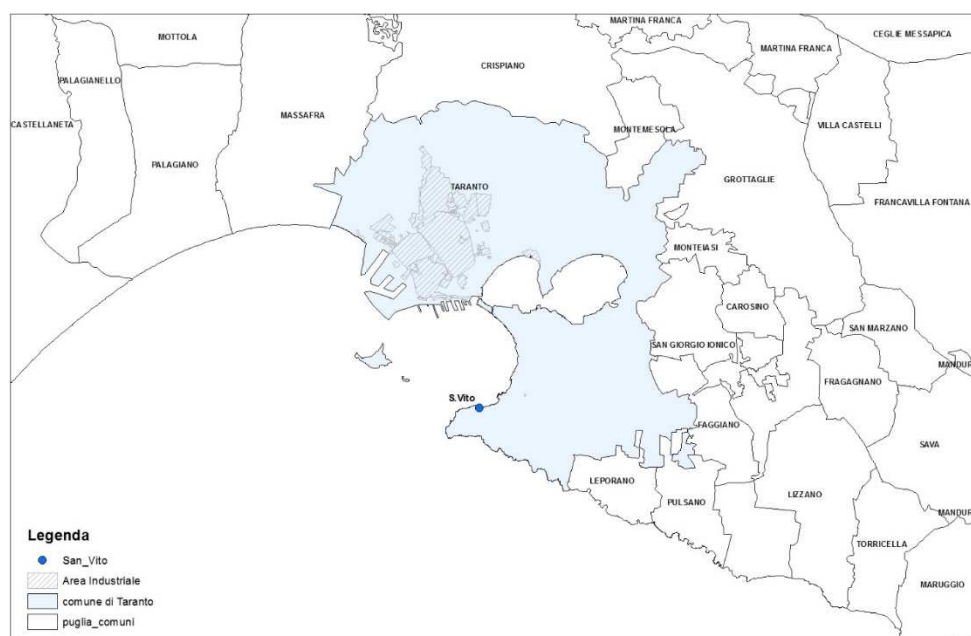 MARTINA FRANCA
CEGLIE MESSAPICA
MOTTOLA
MARTINA FRANCA
CRISPIANO
PALAGIANELLO
MASSAFRA
CASTELLANETA
VILLA CASTELLI
MONTEMESOLA
PALAGIANO
GROTTAGLIE
TARANTO
FRANCAVILLA FONTANA
MONTEIASI
CAROSINO
SAN MARZANO
SAN GIORGIO IONICO
MANDUR
FRAGAGNANO
S.Vito
FAGGIANO
SAVA
LEPORANO
LIZZANO
PULSANO
MANDUR
TORRICELLA
MARUGGIO
Legenda
San_Vito
Area Industriale
comune di Taranto
puglia_comuni